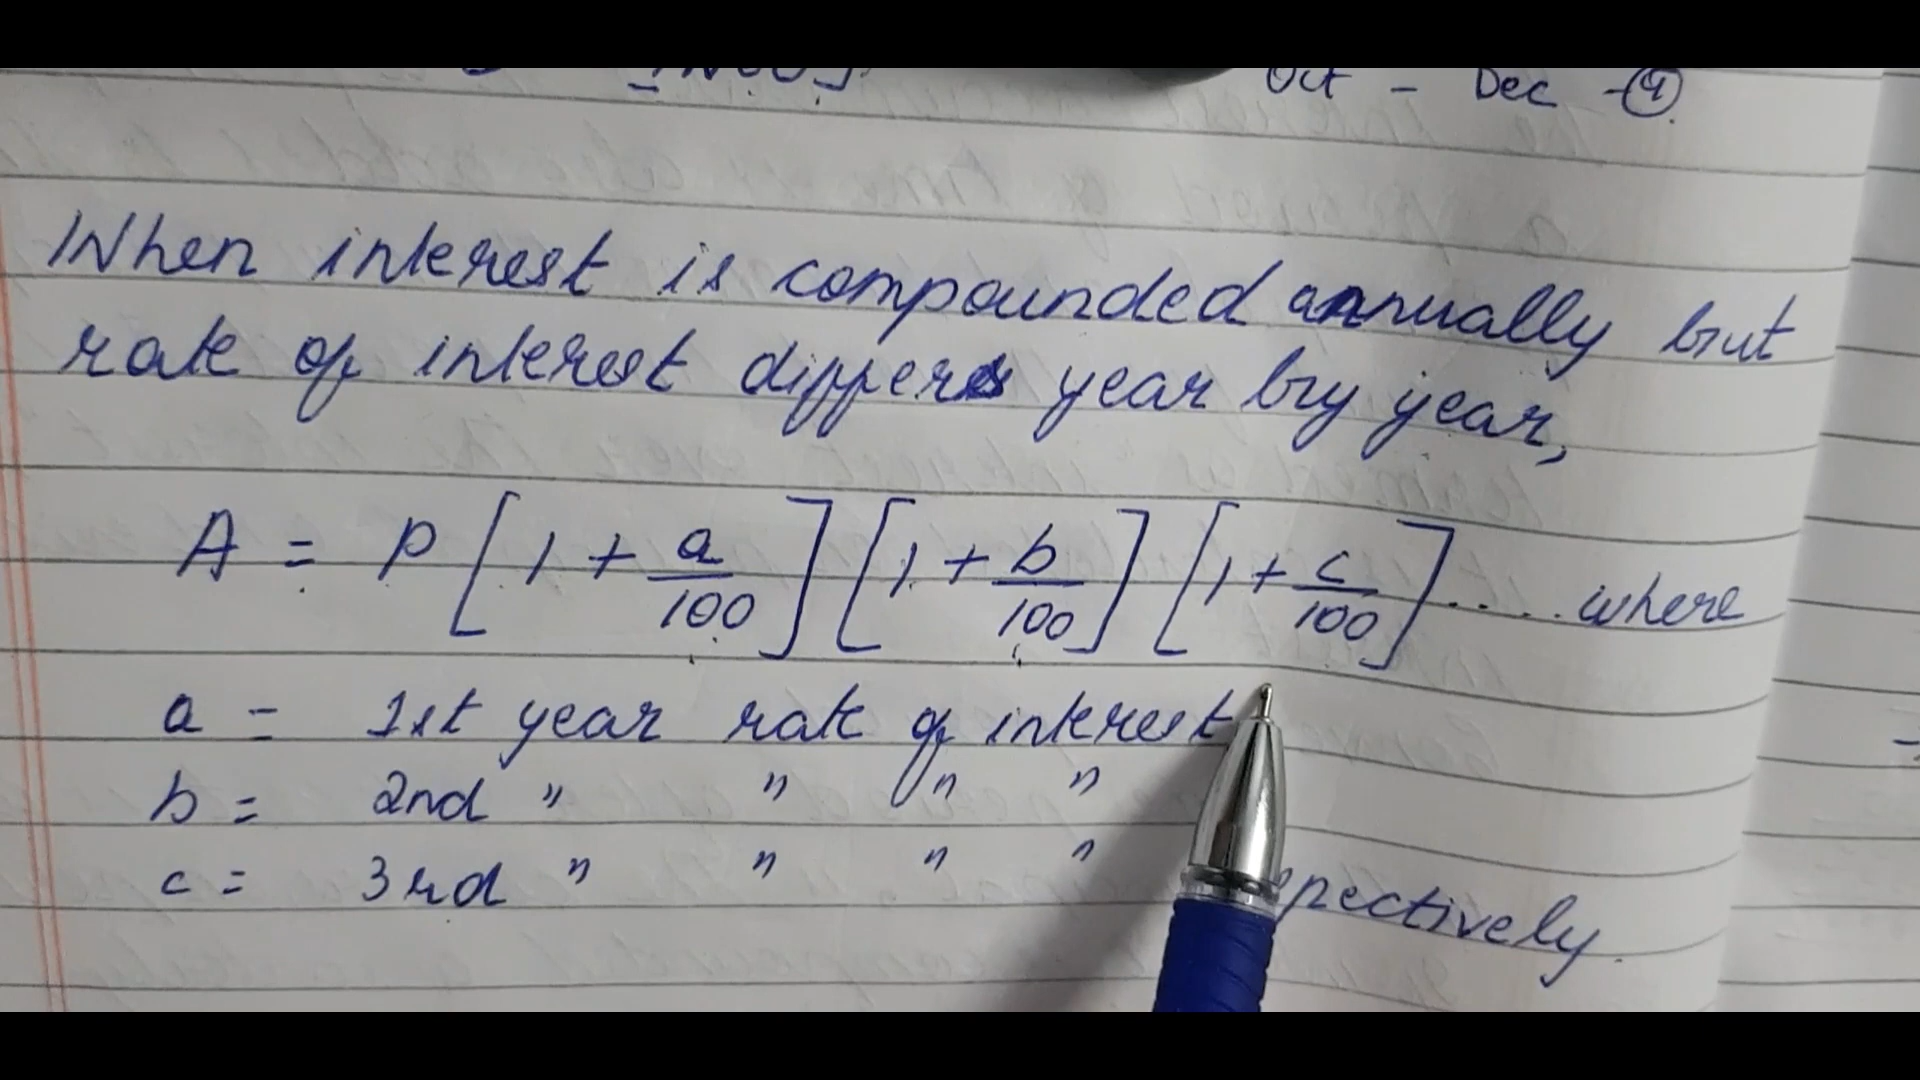 Oct - Dec - 4.
When interest is compounded annually but
rate of interest differs year by year,
A = P [1 + a/100] [1 + b/100] [1 + c/100] ..... where
a = 1st year rate of interest
b = 2nd " " " "
c = 3rd " " " "
pectively.